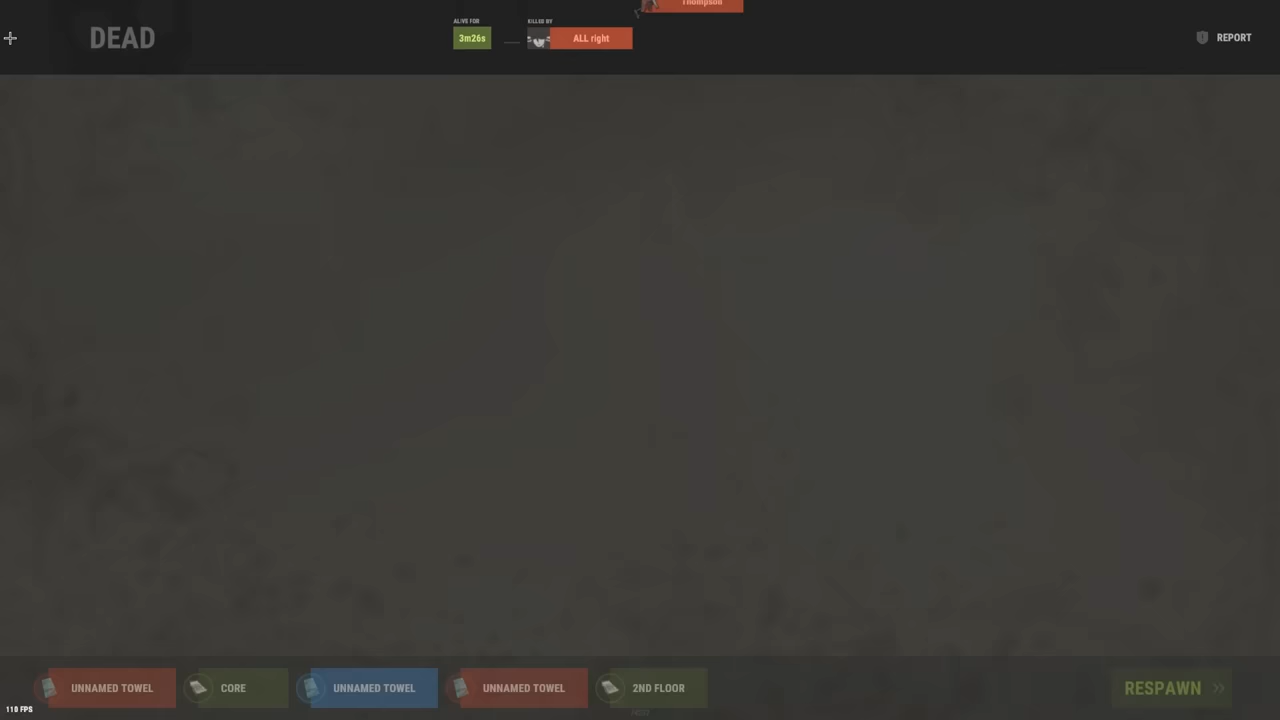 Thompson
DEAD
ALIVE FOR
3m26s
KILLED BY
ALL right
REPORT
UNNAMED TOWEL
CORE
UNNAMED TOWEL
UNNAMED TOWEL
2ND FLOOR
RESPAWN
110 FPS